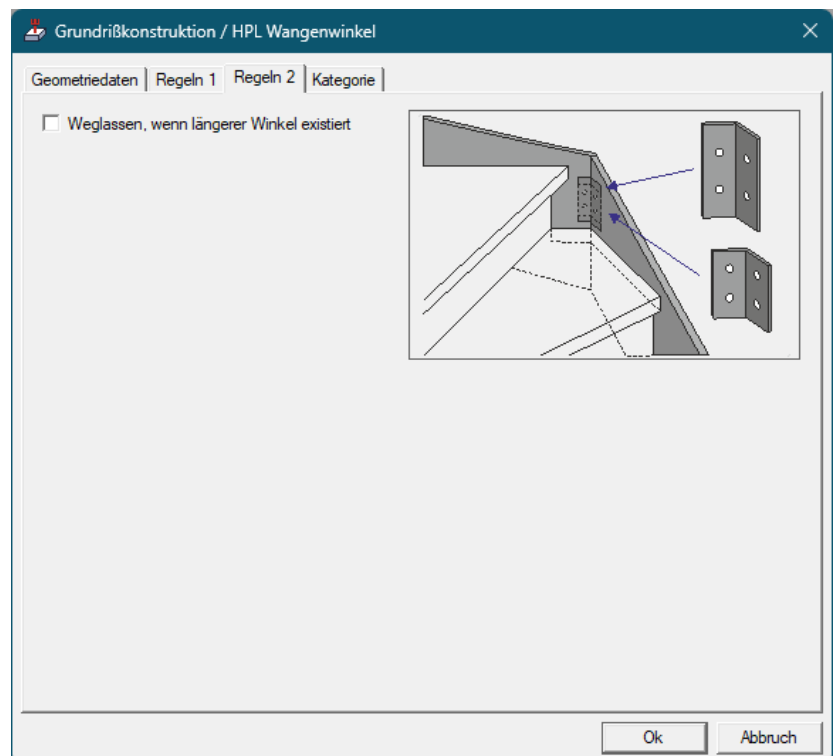 Grundrißkonstruktion / HPL Wangenwinkel
Geometriedaten Regeln 1 Regeln 2 Kategorie
Weglassen, wenn längerer Winkel existiert
Ok Abbruch